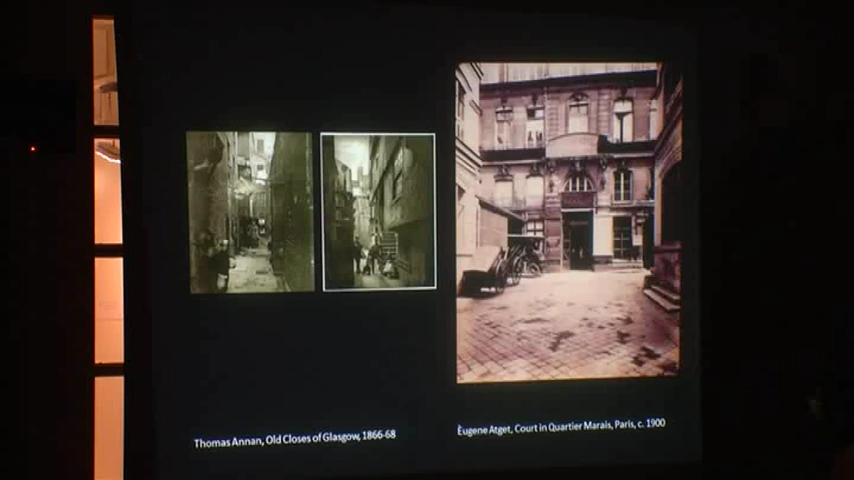 Thomas Annan, Old Closes of Glasgow, 1866-68
Èugene Atget, Court in Quartier Marais, Paris, c. 1900